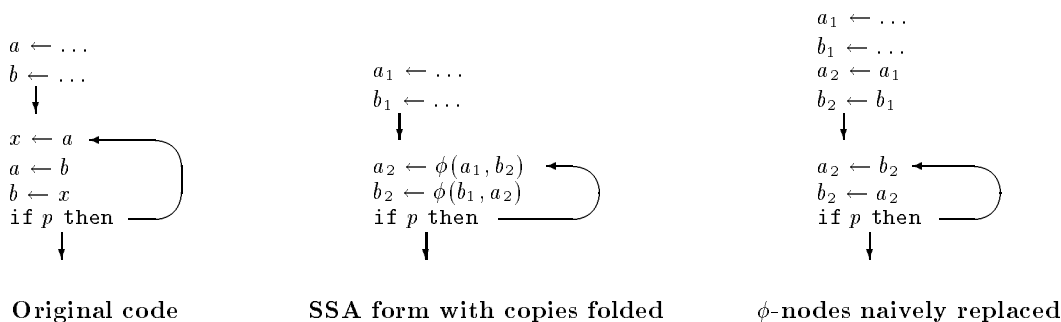 a ← ...
b ← ...
x ← a
a ← b
b ← x
if p then
Original code
a₁ ← ...
b₁ ← ...
a₂ ← ϕ(a₁, b₂)
b₂ ← ϕ(b₁, a₂)
if p then
SSA form with copies folded
a₁ ← ...
b₁ ← ...
a₂ ← a₁
b₂ ← b₁
a₂ ← b₂
b₂ ← a₂
if p then
ϕ-nodes naively replaced